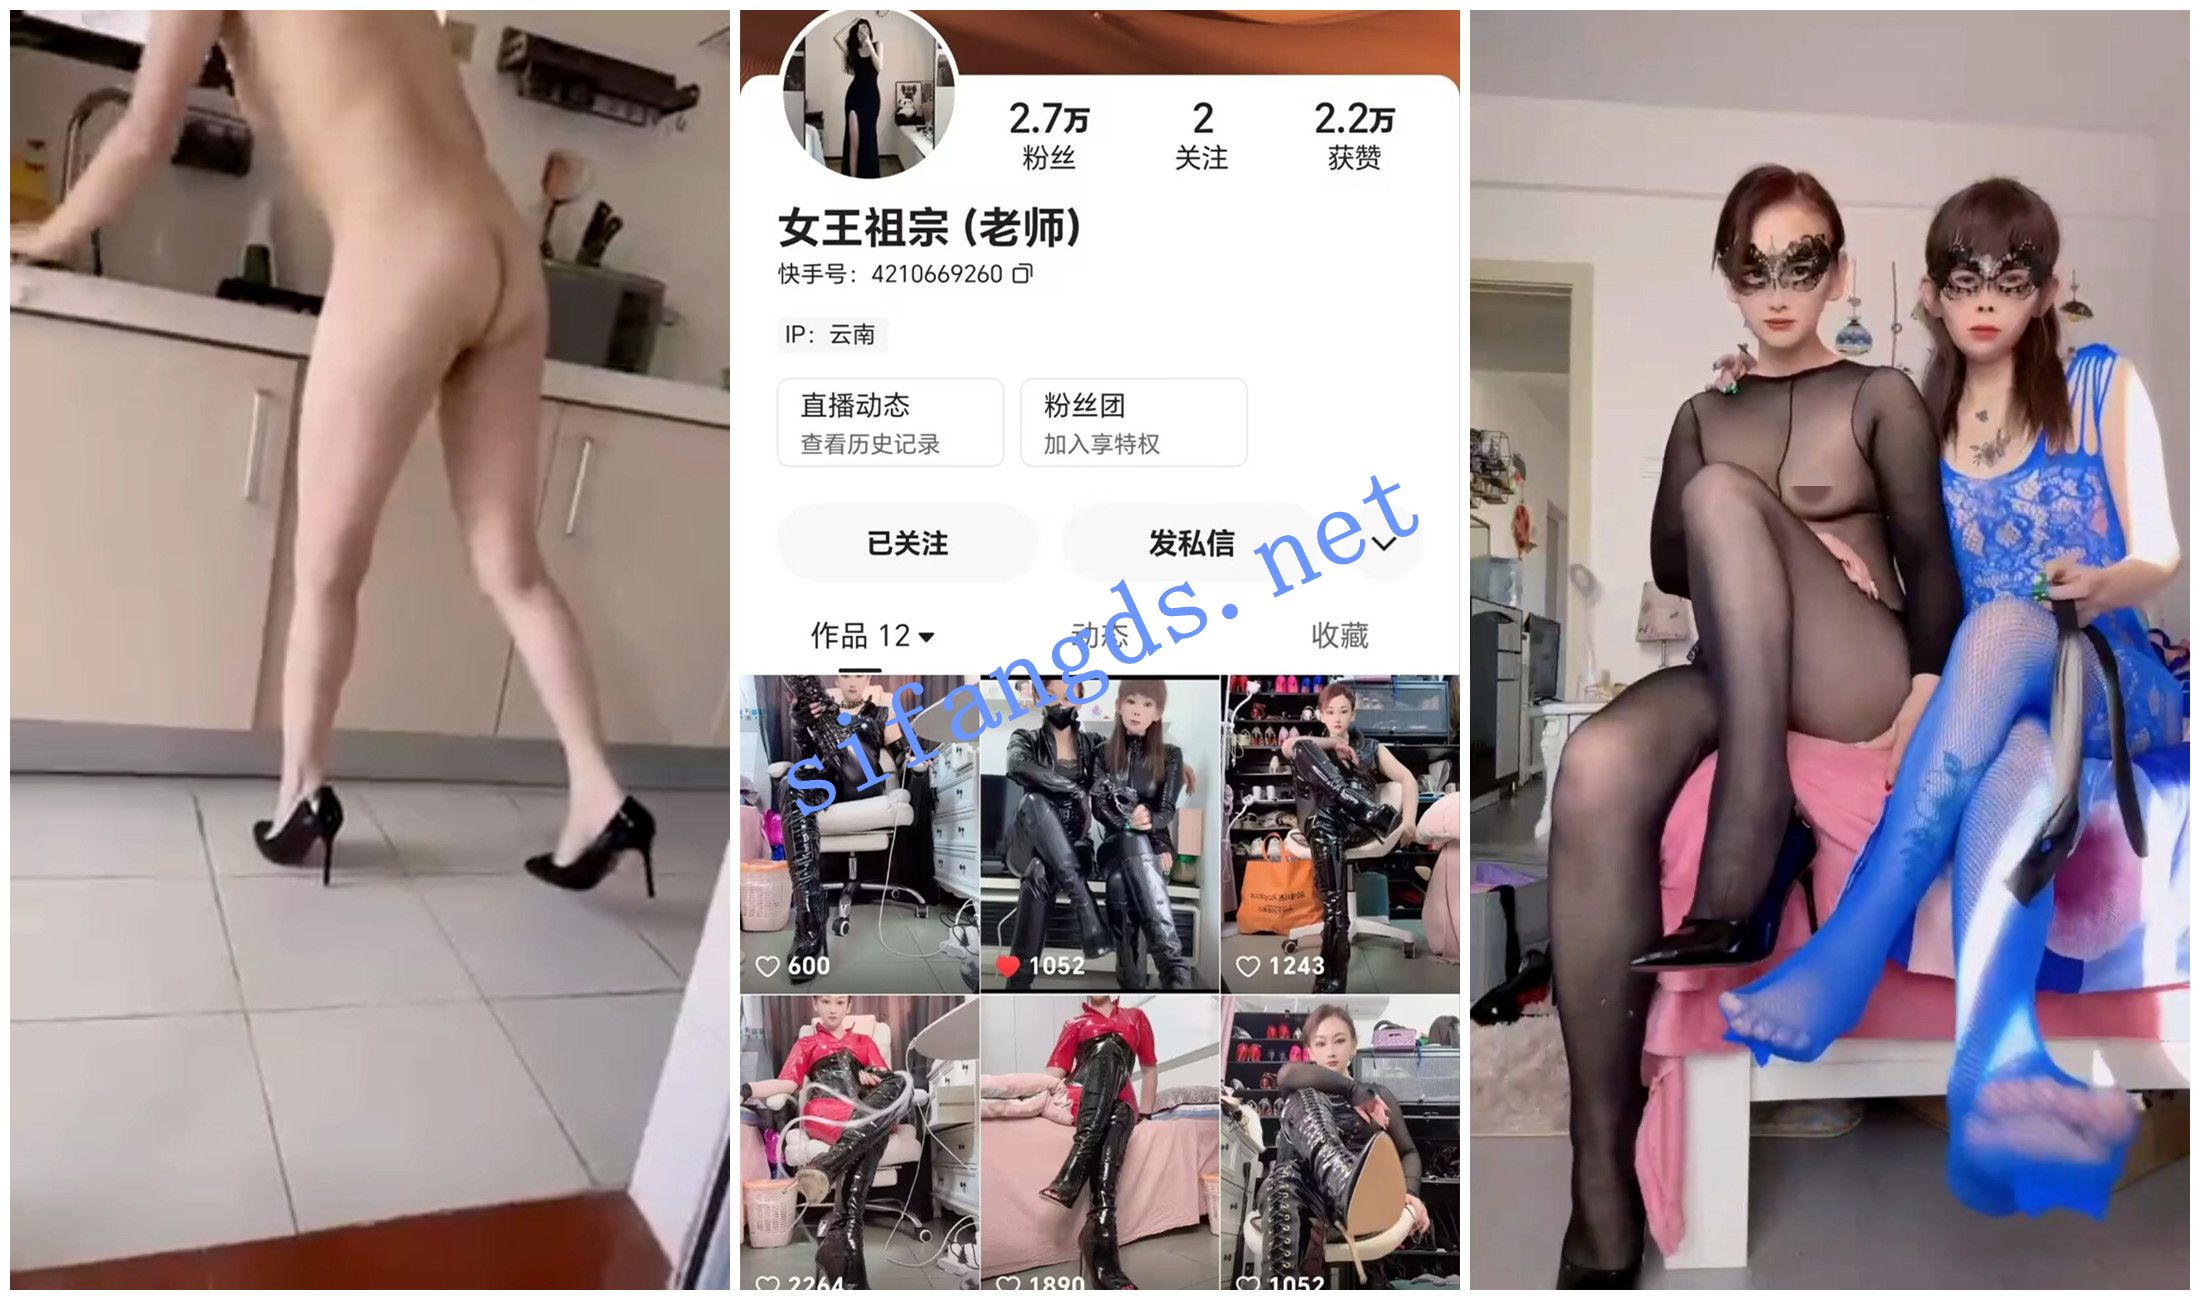 2.7万
粉丝
2
关注
2.2万
获赞
女王祖宗 (老师)
快手号：4210669260
IP：云南
直播动态
查看历史记录
粉丝团
加入享特权
已关注
发私信
sifangds.net
作品 12
动态
收藏
600
1052
1243
2264
1890
1052